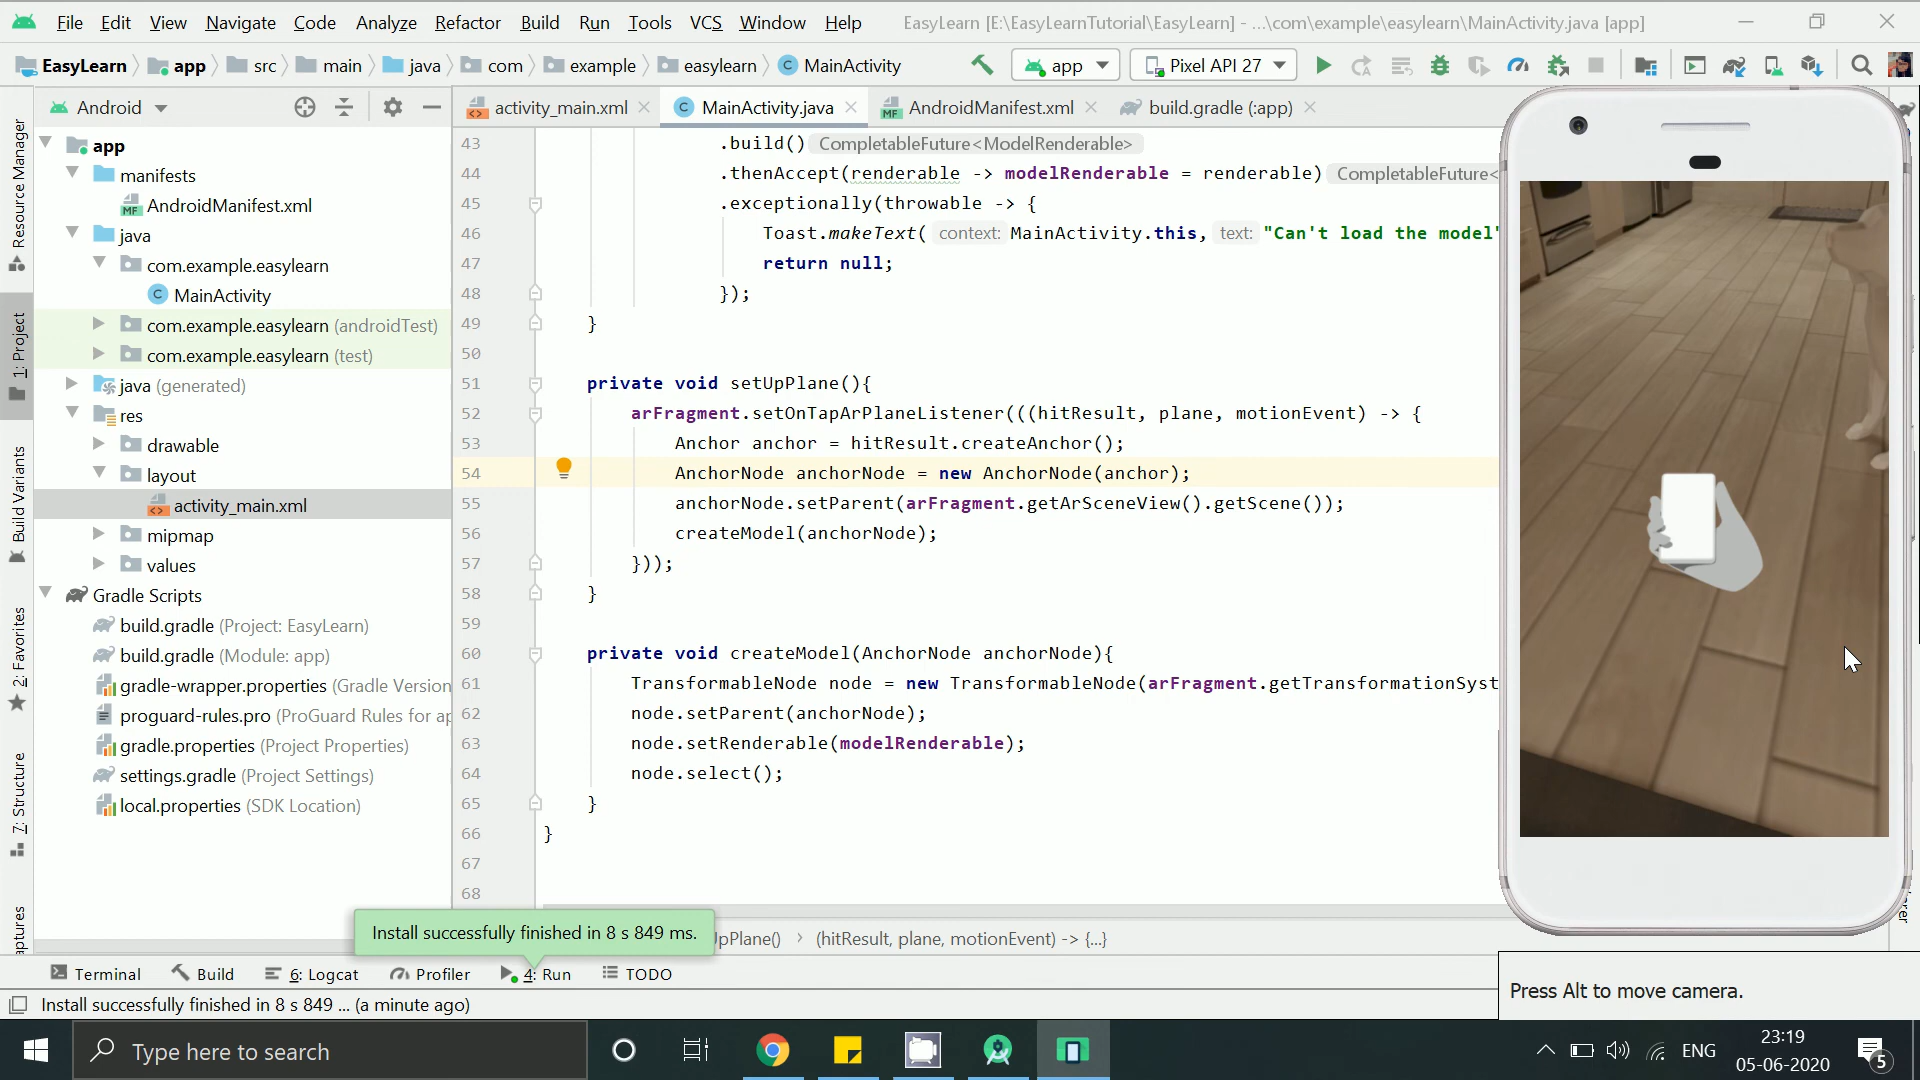 File Edit View Navigate Code Analyze Refactor Build Run Tools VCS Window Help EasyLearn [E:\EasyLearnTutorial\EasyLearn] - ...\com\example\easylearn\MainActivity.java [app]
EasyLearn app src main java com example easylearn MainActivity app Pixel API 27
Android activity_main.xml MainActivity.java AndroidManifest.xml build.gradle (:app)
Resource Manager
1: Project
Build Variants
2: Favorites
7: Structure
app
manifests
AndroidManifest.xml
java
com.example.easylearn
MainActivity
com.example.easylearn (androidTest)
com.example.easylearn (test)
java (generated)
res
drawable
layout
activity_main.xml
mipmap
values
Gradle Scripts
build.gradle (Project: EasyLearn)
build.gradle (Module: app)
gradle-wrapper.properties (Gradle Version
proguard-rules.pro (ProGuard Rules for ap
gradle.properties (Project Properties)
settings.gradle (Project Settings)
local.properties (SDK Location)
43 .build() CompletableFuture<ModelRenderable>
44 .thenAccept(renderable -> modelRenderable = renderable) CompletableFuture<
45 .exceptionally(throwable -> {
46 Toast.makeText( context: MainActivity.this, text: "Can't load the model"
47 return null;
48 });
49 }
50
51 private void setUpPlane(){
52 arFragment.setOnTapArPlaneListener(((hitResult, plane, motionEvent) -> {
53 Anchor anchor = hitResult.createAnchor();
54 AnchorNode anchorNode = new AnchorNode(anchor);
55 anchorNode.setParent(arFragment.getArSceneView().getScene());
56 createModel(anchorNode);
57 }));
58 }
59
60 private void createModel(AnchorNode anchorNode){
61 TransformableNode node = new TransformableNode(arFragment.getTransformationSyst
62 node.setParent(anchorNode);
63 node.setRenderable(modelRenderable);
64 node.select();
65 }
66 }
67
68
Install successfully finished in 8 s 849 ms.
UpPlane() › (hitResult, plane, motionEvent) -> {...}
Terminal Build 6: Logcat Profiler 4: Run TODO
Install successfully finished in 8 s 849 ... (a minute ago)
Press Alt to move camera.
Type here to search
ENG 23:19
05-06-2020
5